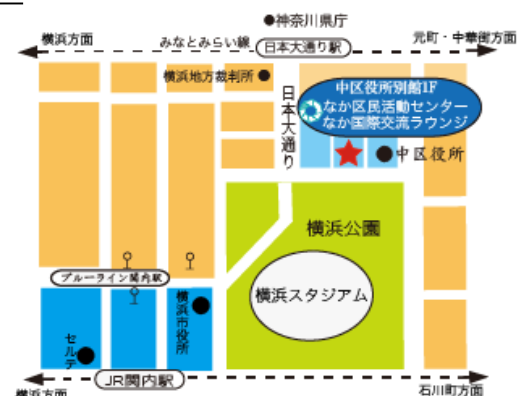 ●神奈川県庁
横浜方面
みなとみらい線
日本大通り駅
元町・中華街方面
横浜地方裁判所●
日本大通り
中区役所別館1F
なか区民活動センター
なか国際交流ラウンジ
●中区役所
横浜公園
ブルーライン関内駅
横浜スタジアム
横浜市役所
セルテ
JR関内駅
横浜方面
石川町方面